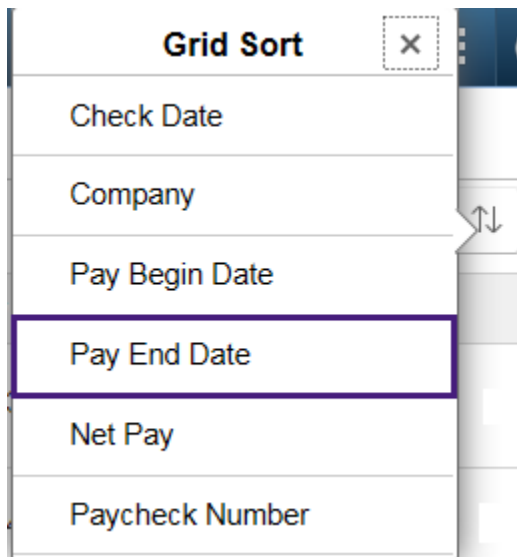 Grid Sort
Check Date
Company
Pay Begin Date
Pay End Date
Net Pay
Paycheck Number